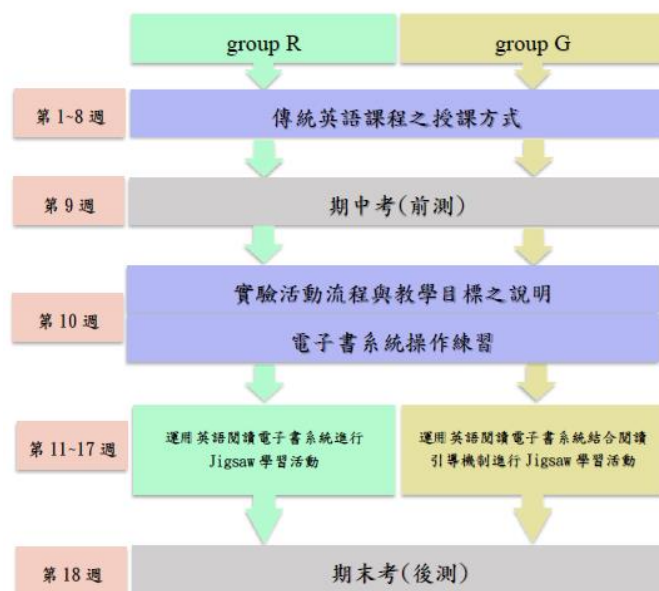 group R
group G
第 1~8 週
傳統英語課程之授課方式
第 9 週
期中考(前測)
第 10 週
實驗活動流程與教學目標之說明
電子書系統操作練習
第 11~17 週
運用英語閱讀電子書系統進行
Jigsaw 學習活動
運用英語閱讀電子書系統結合閱讀
引導機制進行 Jigsaw 學習活動
第 18 週
期末考(後測)